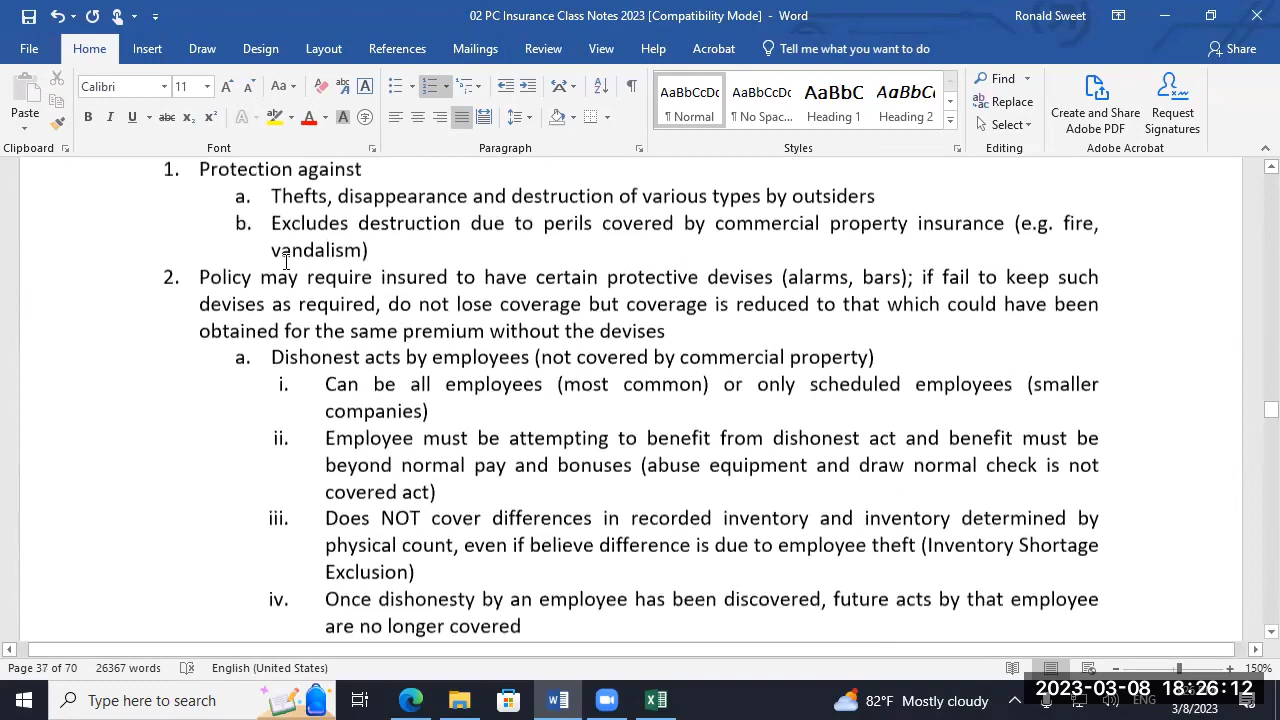 02 PC Insurance Class Notes 2023 [Compatibility Mode] - Word
Ronald Sweet
File Home Insert Draw Design Layout References Mailings Review View Help Acrobat Tell me what you want to do Share
Calibri 11
Aa
Find
AaBbCcDc AaBbCcDc AaBbC AaBbC(
Replace
Select
Paste
¶ Normal ¶ No Spac... Heading 1 Heading 2
Create and Share Adobe PDF
Request Signatures
Clipboard Font Paragraph Styles Editing Adobe Acrobat
1. Protection against
a. Thefts, disappearance and destruction of various types by outsiders
b. Excludes destruction due to perils covered by commercial property insurance (e.g. fire,
vandalism)
2. Policy may require insured to have certain protective devises (alarms, bars); if fail to keep such
devises as required, do not lose coverage but coverage is reduced to that which could have been
obtained for the same premium without the devises
a. Dishonest acts by employees (not covered by commercial property)
i. Can be all employees (most common) or only scheduled employees (smaller
companies)
ii. Employee must be attempting to benefit from dishonest act and benefit must be
beyond normal pay and bonuses (abuse equipment and draw normal check is not
covered act)
iii. Does NOT cover differences in recorded inventory and inventory determined by
physical count, even if believe difference is due to employee theft (Inventory Shortage
Exclusion)
iv. Once dishonesty by an employee has been discovered, future acts by that employee
are no longer covered
Page 37 of 70 26367 words English (United States) 150%
Type here to search
82°F Mostly cloudy
ENG
2023-03-08 18:26:12
3/8/2023